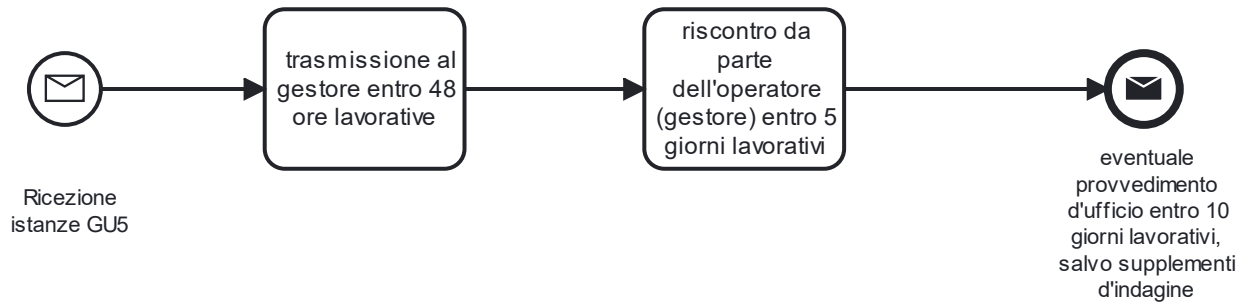 Ricezione
istanze GU5
trasmissione al
gestore entro 48
ore lavorative
riscontro da
parte
dell'operatore
(gestore) entro 5
giorni lavorativi
eventuale
provvedimento
d'ufficio entro 10
giorni lavorativi,
salvo supplementi
d'indagine